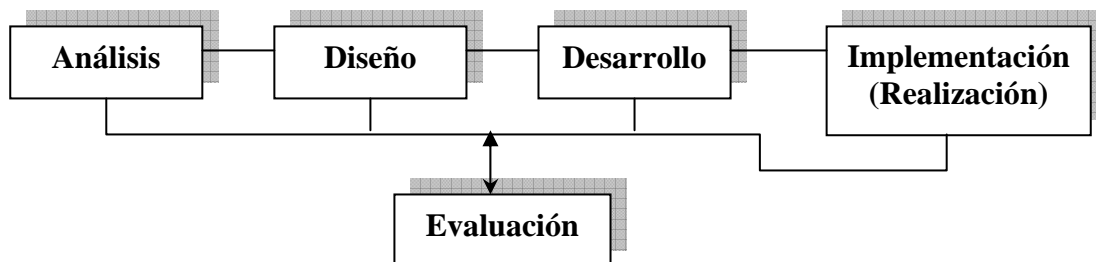 Análisis
Diseño
Desarrollo
Implementación
(Realización)
Evaluación